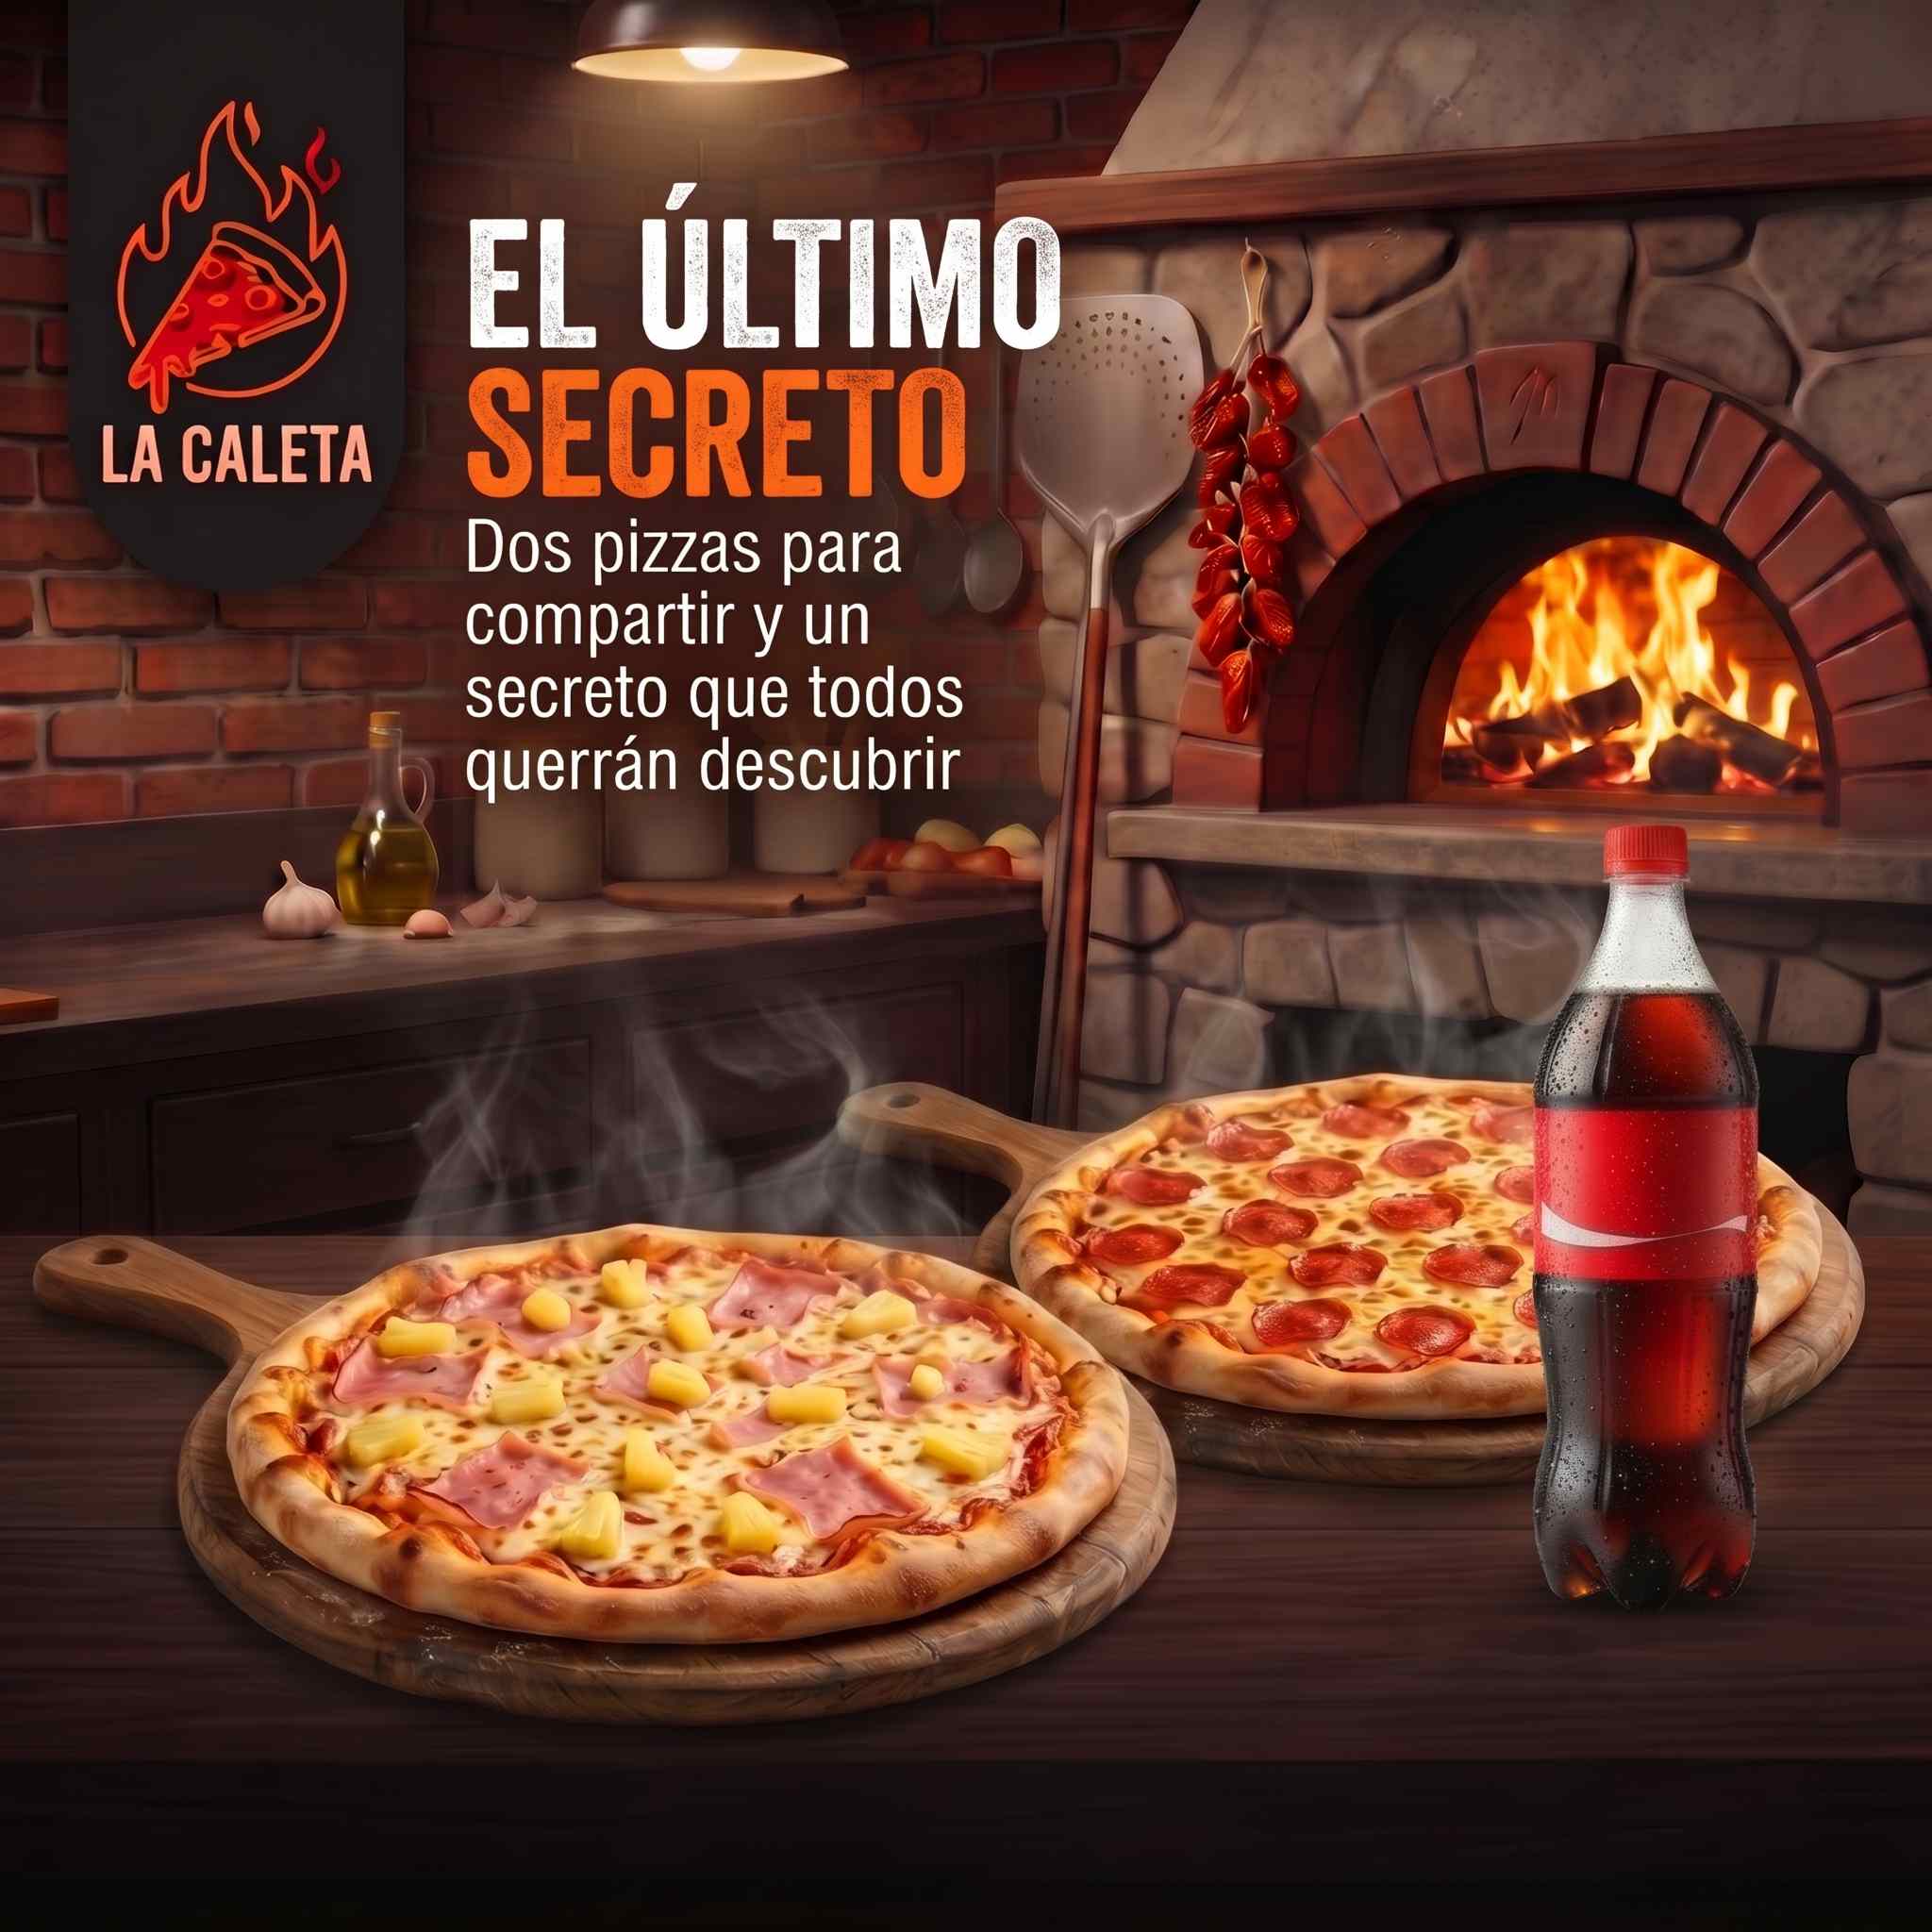 LA CALETA
EL ÚLTIMO
SECRETO
Dos pizzas para
compartir y un
secreto que todos
querrán descubrir